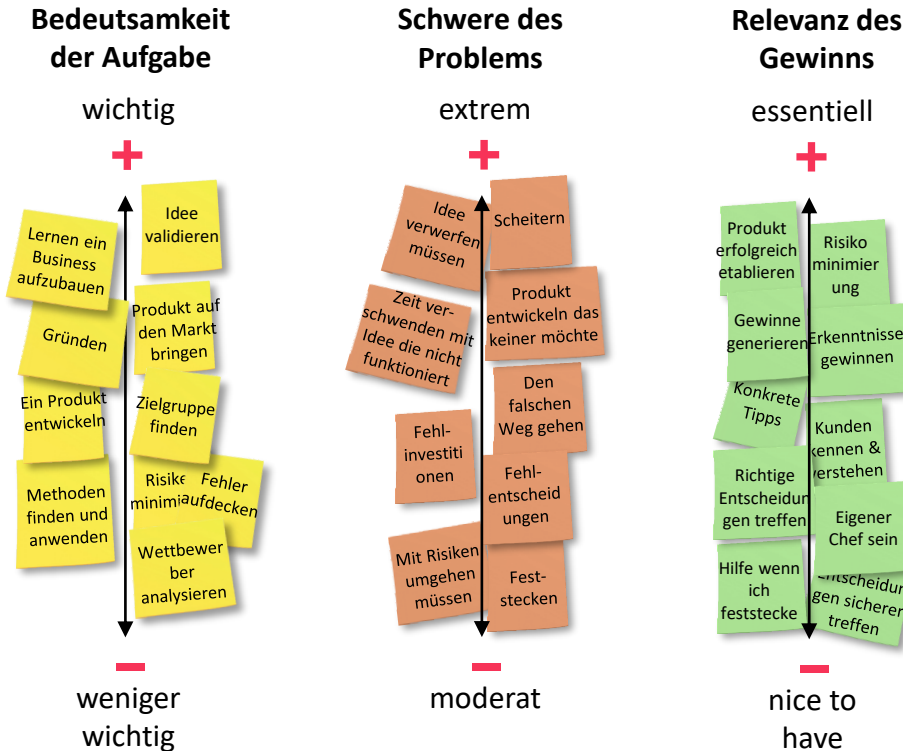 Bedeutsamkeit
der Aufgabe
wichtig
+
Idee
validieren
Lernen ein
Business
aufzubauen
Produkt auf
den Markt
bringen
Gründen
Ein Produkt
entwickeln
Zielgruppe
finden
Methoden
finden und
anwenden
Risike
minimi
Fehler
aufdecken
Wettbewer
ber
analysieren
–
weniger
wichtig
Schwere des
Problems
extrem
+
Idee
verwerfen
müssen
Scheitern
Zeit ver-
schwenden mit
Idee die nicht
funktioniert
Produkt
entwickeln das
keiner möchte
Den
falschen
Weg gehen
Fehl-
investiti
onen
Fehl-
entscheid
ungen
Mit Risiken
umgehen
müssen
Fest-
stecken
–
moderat
Relevanz des
Gewinns
essentiell
+
Produkt
erfolgreich
etablieren
Risiko
minimier
ung
Gewinne
generieren
Erkenntnisse
gewinnen
Konkrete
Tipps
Kunden
kennen &
verstehen
Richtige
Entscheidun
gen treffen
Eigener
Chef sein
Hilfe wenn
ich
feststecke
Entscheidun
gen sicherer
treffen
–
nice to
have